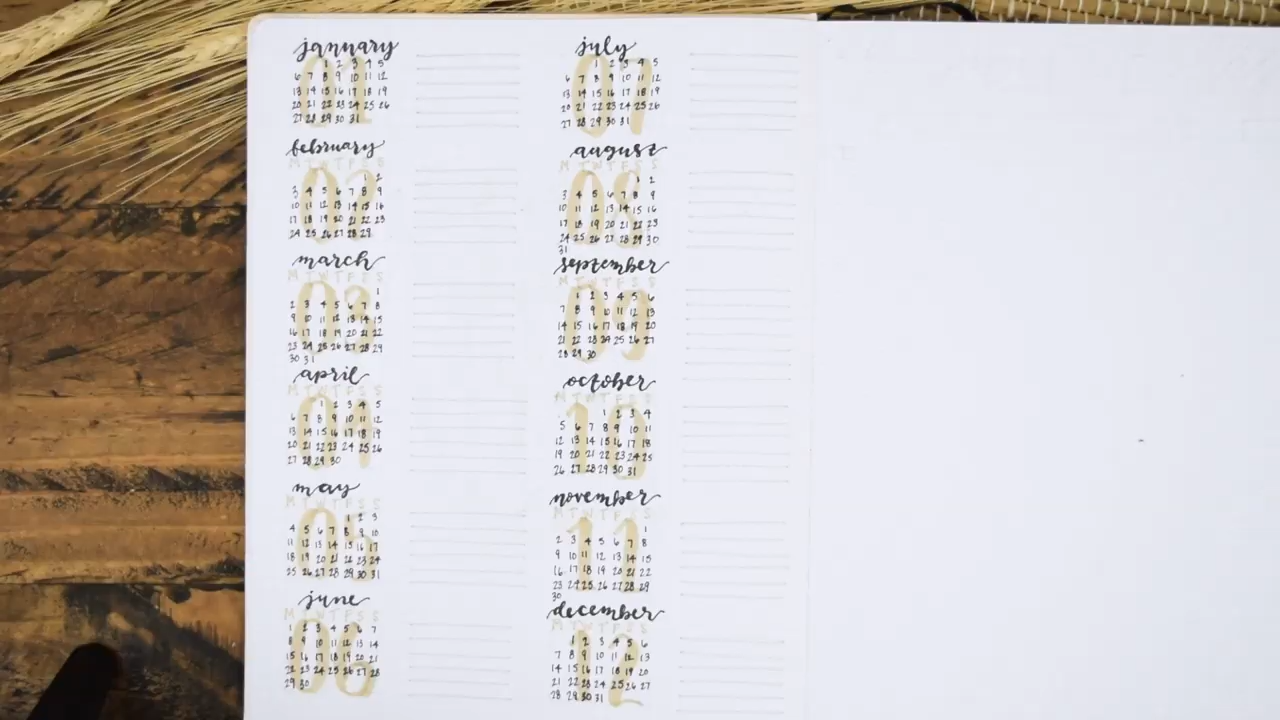 january
01
1 2 3 4 5
6 7 8 9 10 11 12
13 14 15 16 17 18 19
20 21 22 23 24 25 26
27 28 29 30 31
february
M T W T F S S
02
1 2
3 4 5 6 7 8 9
10 11 12 13 14 15 16
17 18 19 20 21 22 23
24 25 26 27 28 29
march
M T W T F S S
03
1
2 3 4 5 6 7 8
9 10 11 12 13 14 15
16 17 18 19 20 21 22
23 24 25 26 27 28 29
30 31
april
M T W T F S S
04
1 2 3 4 5
6 7 8 9 10 11 12
13 14 15 16 17 18 19
20 21 22 23 24 25 26
27 28 29 30
may
M T W T F S S
05
1 2 3
4 5 6 7 8 9 10
11 12 13 14 15 16 17
18 19 20 21 22 23 24
25 26 27 28 29 30 31
june
M T W T F S S
06
1 2 3 4 5 6 7
8 9 10 11 12 13 14
15 16 17 18 19 20 21
22 23 24 25 26 27 28
29 30
july
07
1 2 3 4 5
6 7 8 9 10 11 12
13 14 15 16 17 18 19
20 21 22 23 24 25 26
27 28 29 30 31
august
M T W T F S S
08
1 2
3 4 5 6 7 8 9
10 11 12 13 14 15 16
17 18 19 20 21 22 23
24 25 26 27 28 29 30
31
september
M T W T F S S
09
1 2 3 4 5 6
7 8 9 10 11 12 13
14 15 16 17 18 19 20
21 22 23 24 25 26 27
28 29 30
october
M T W T F S S
10
1 2 3 4
5 6 7 8 9 10 11
12 13 14 15 16 17 18
19 20 21 22 23 24 25
26 27 28 29 30 31
november
M T W T F S S
11
1
2 3 4 5 6 7 8
9 10 11 12 13 14 15
16 17 18 19 20 21 22
23 24 25 26 27 28 29
30
december
M T W T F S S
12
1 2 3 4 5 6
7 8 9 10 11 12 13
14 15 16 17 18 19 20
21 22 23 24 25 26 27
28 29 30 31